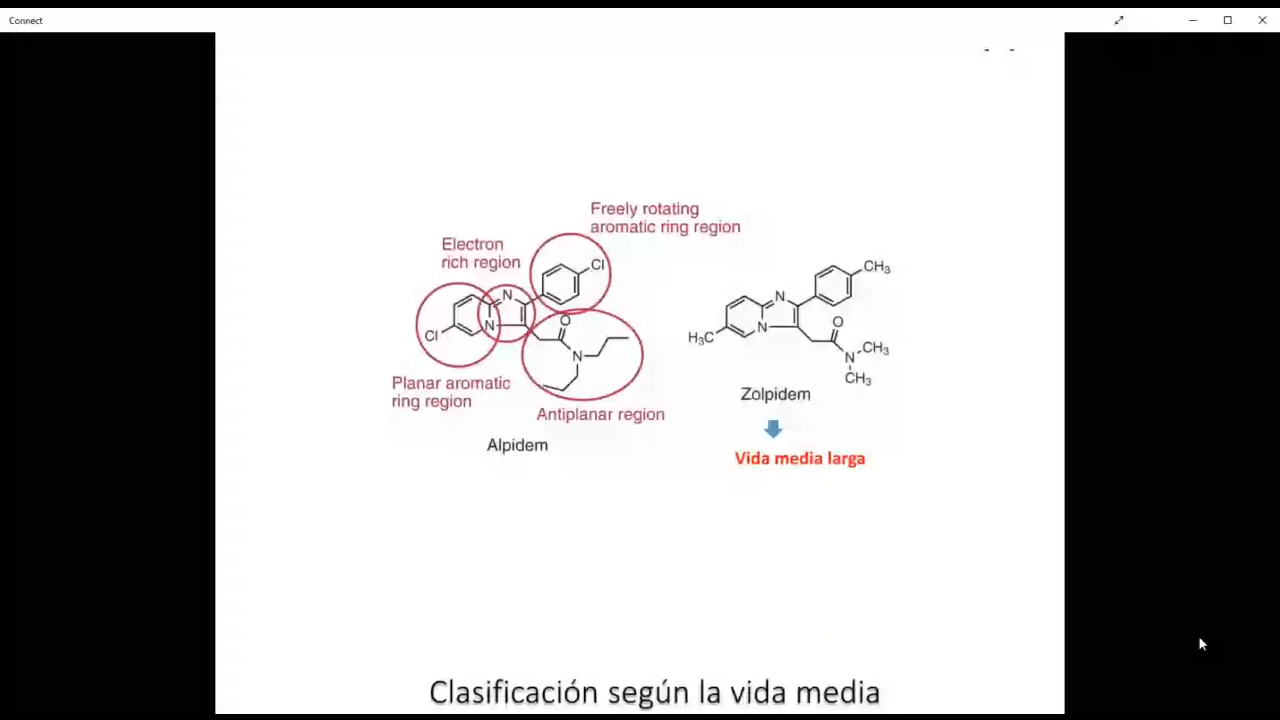 Connect
Freely rotating
aromatic ring region
Electron
rich region
Cl
N
N
Cl
O
N
Planar aromatic
ring region
Antiplanar region
Alpidem
CH₃
N
N
H₃C
O
N
CH₃
CH₃
Zolpidem
Vida media larga
Clasificación según la vida media